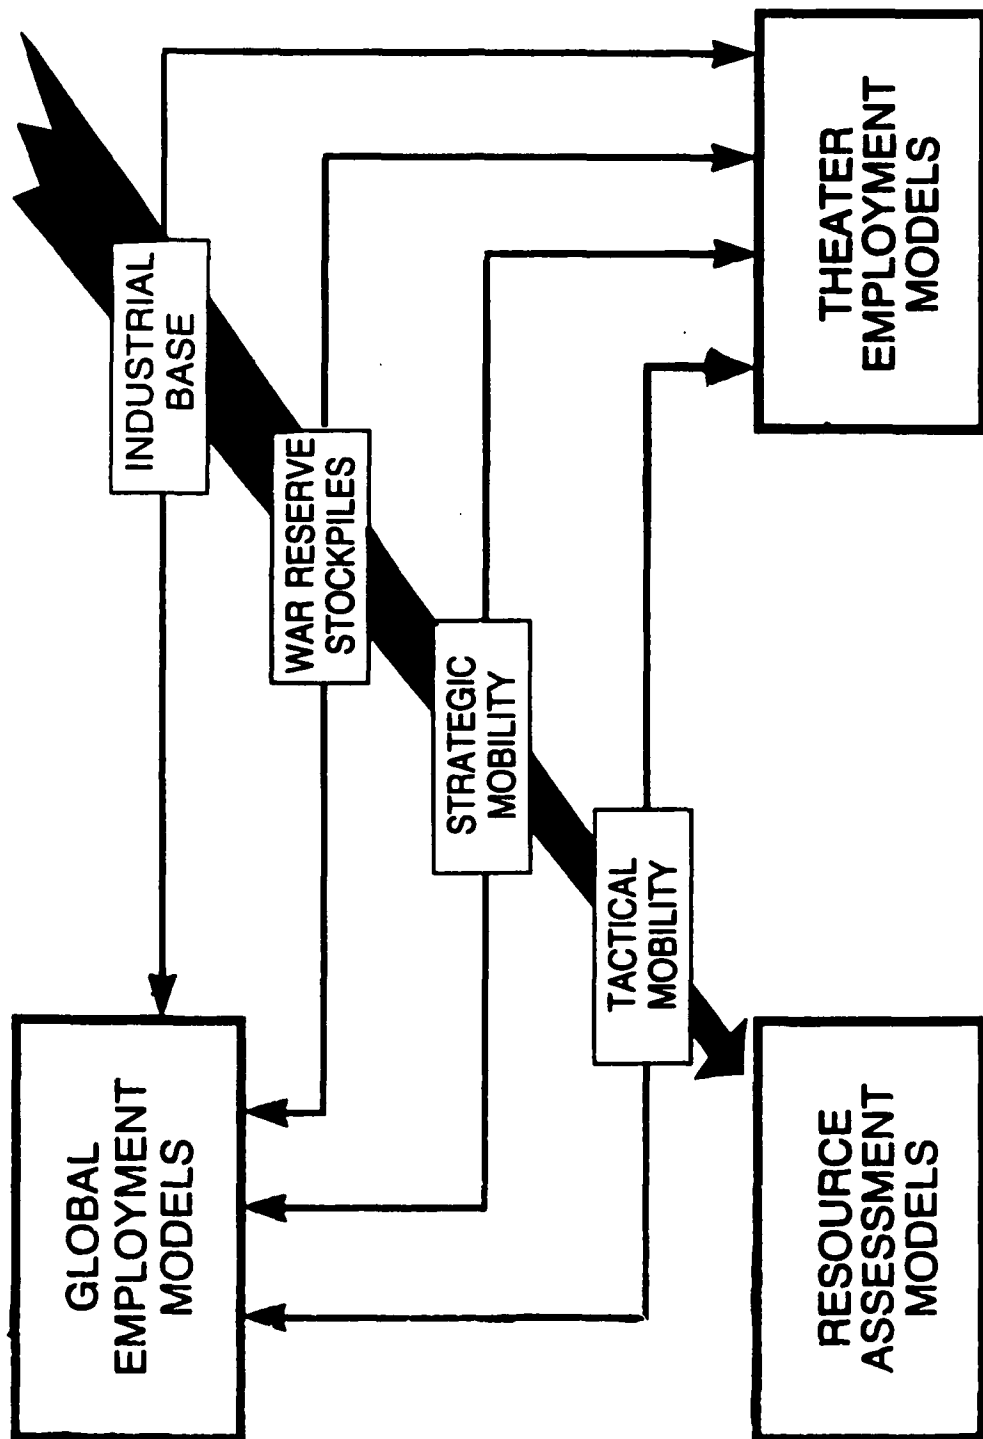 GLOBAL
EMPLOYMENT
MODELS
INDUSTRIAL
BASE
WAR RESERVE
STOCKPILES
STRATEGIC
MOBILITY
TACTICAL
MOBILITY
RESOURCE
ASSESSMENT
MODELS
THEATER
EMPLOYMENT
MODELS